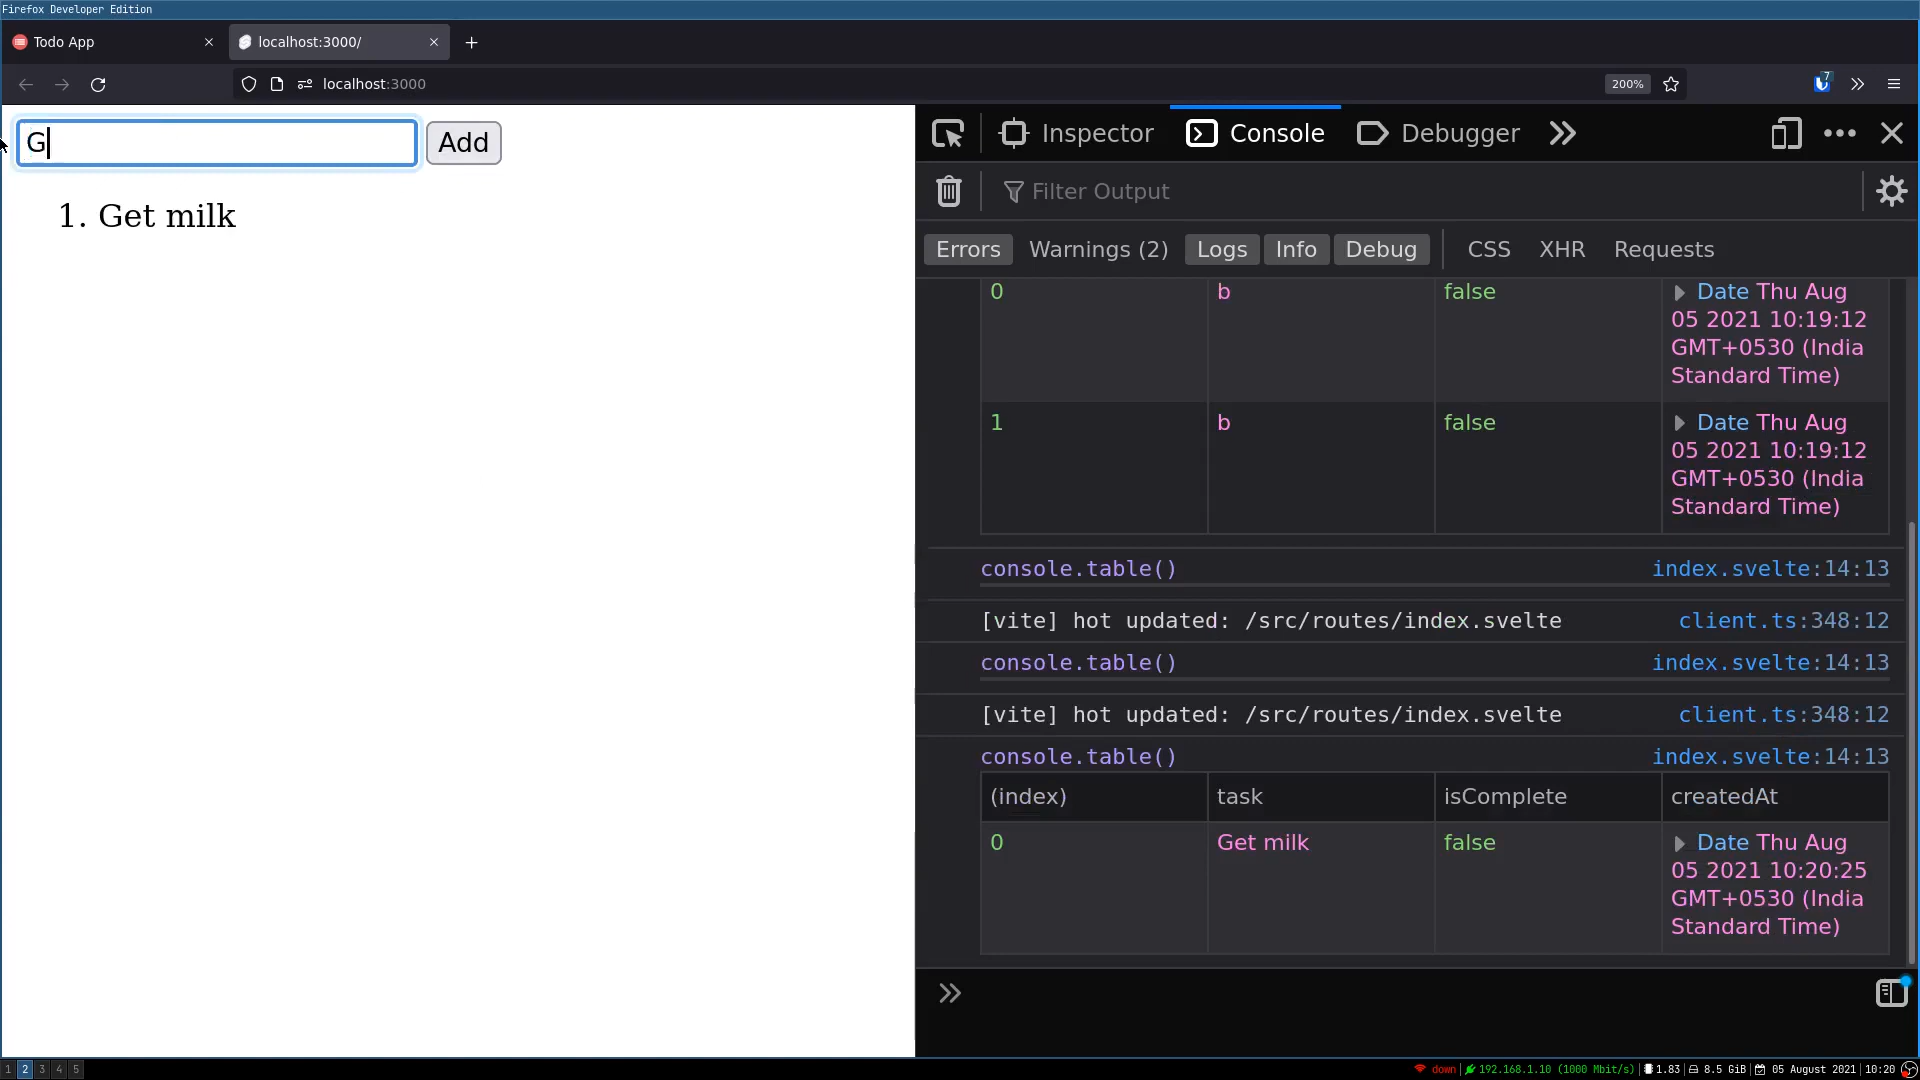 Firefox Developer Edition
Todo App
localhost:3000/
localhost:3000
200%
7
G
Add
1. Get milk
Inspector
Console
Debugger
Filter Output
Errors
Warnings (2)
Logs
Info
Debug
CSS
XHR
Requests
0 b false Date Thu Aug
05 2021 10:19:12
GMT+0530 (India
Standard Time)
1 b false Date Thu Aug
05 2021 10:19:12
GMT+0530 (India
Standard Time)
console.table() index.svelte:14:13
[vite] hot updated: /src/routes/index.svelte client.ts:348:12
console.table() index.svelte:14:13
[vite] hot updated: /src/routes/index.svelte client.ts:348:12
console.table() index.svelte:14:13
(index) task isComplete createdAt
0 Get milk false Date Thu Aug
05 2021 10:20:25
GMT+0530 (India
Standard Time)
1 2 3 4 5
down | 192.168.1.10 (1000 Mbit/s) | 1.83 | 8.5 GiB | 05 August 2021 | 10:20